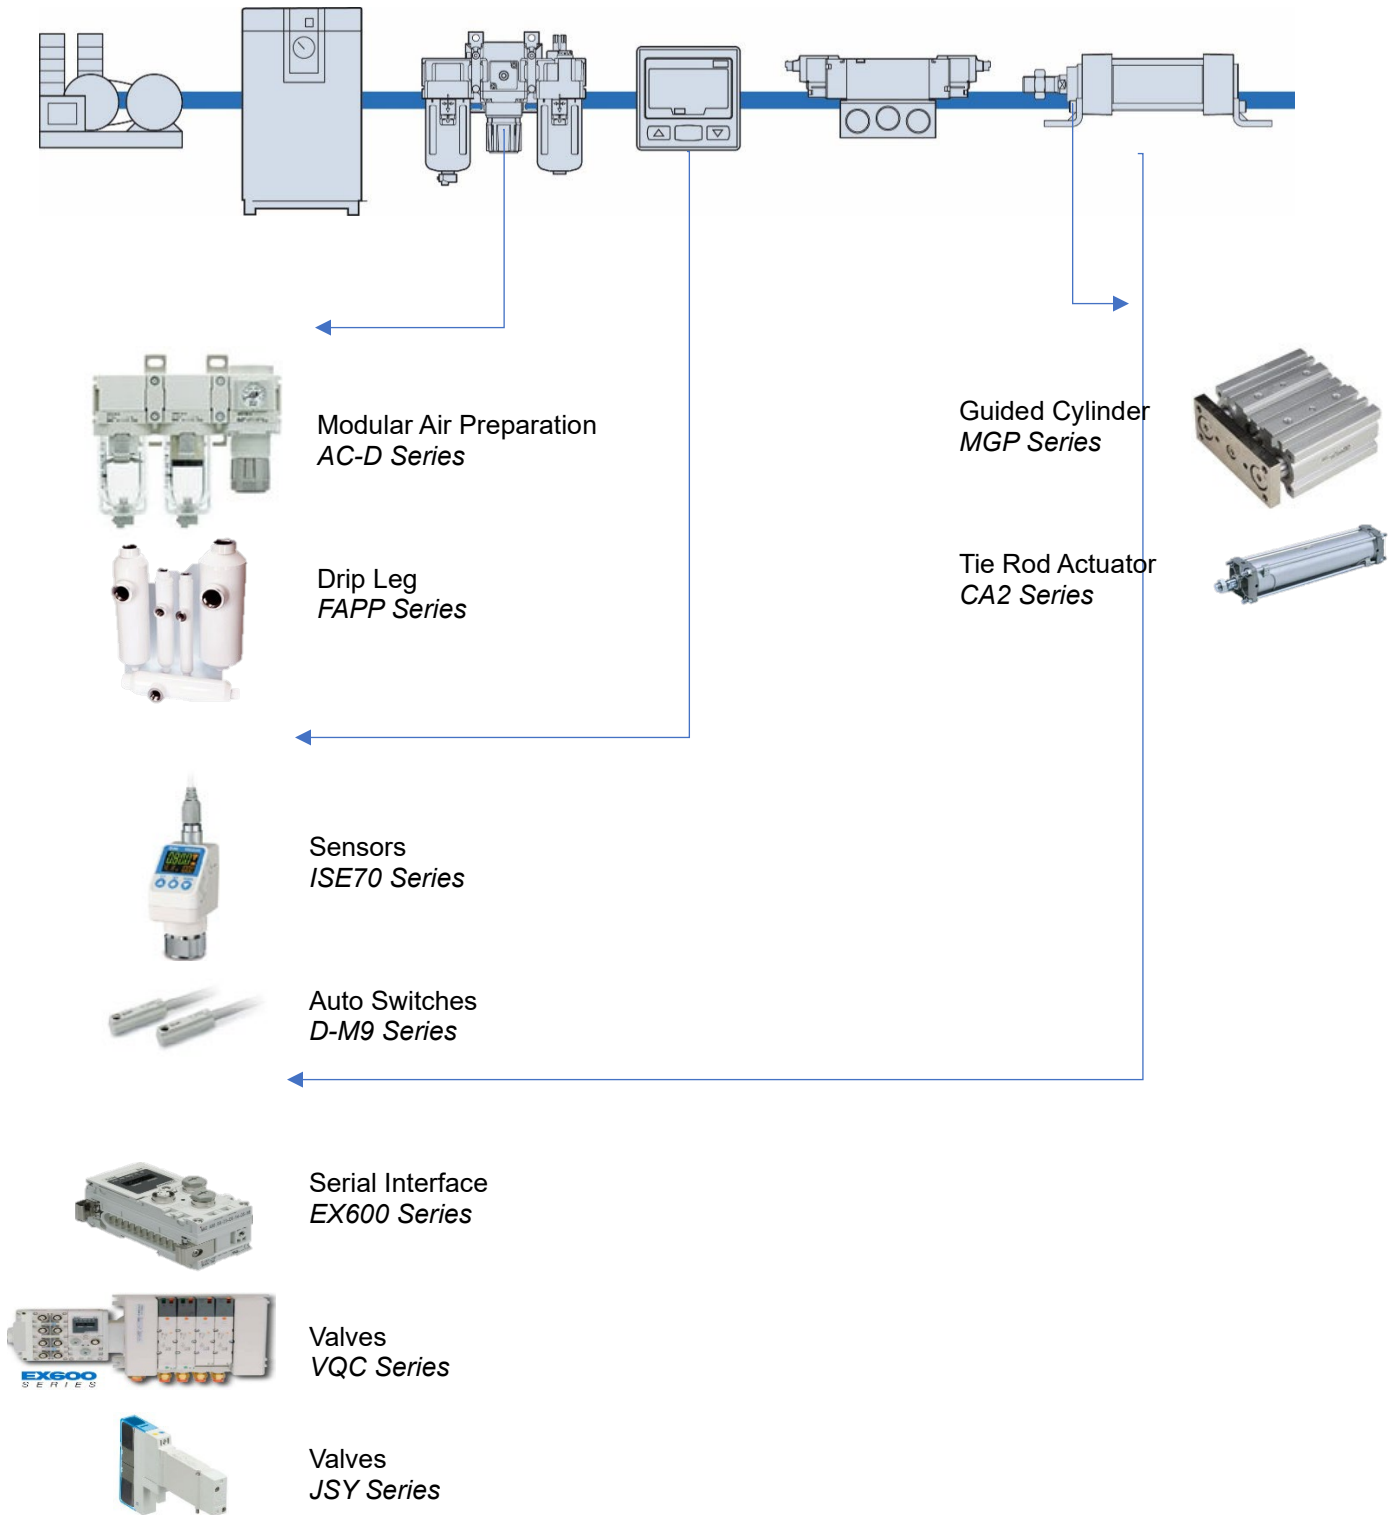 Modular Air Preparation
AC-D Series
Guided Cylinder
MGP Series
Drip Leg
FAPP Series
Tie Rod Actuator
CA2 Series
Sensors
ISE70 Series
Auto Switches
D-M9 Series
Serial Interface
EX600 Series
Valves
VQC Series
EX600
SERIES
Valves
JSY Series